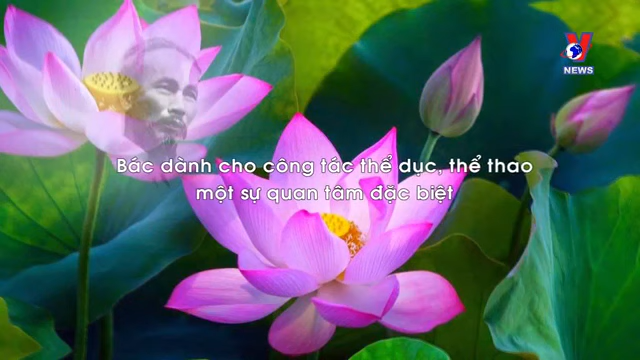 V
NEWS
Bác dành cho công tác thể dục, thể thao
một sự quan tâm đặc biệt